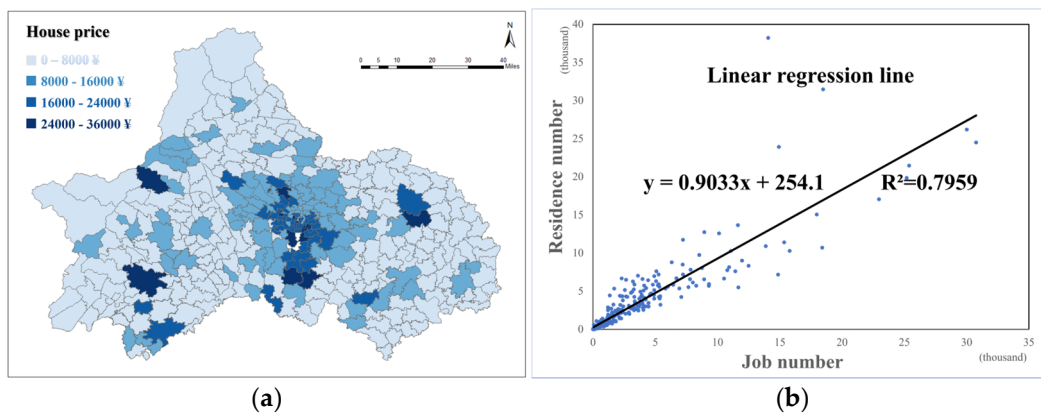 House price
0 – 8000 ¥
8000 - 16000 ¥
16000 - 24000 ¥
24000 - 36000 ¥
N
0 5 10 20 30 40
Miles
(a)
40
35
30
25
20
15
10
5
0
(thousand)
Residence number
Linear regression line
y = 0.9033x + 254.1
R²=0.7959
0 5 10 15 20 25 30 35
Job number
(thousand)
(b)